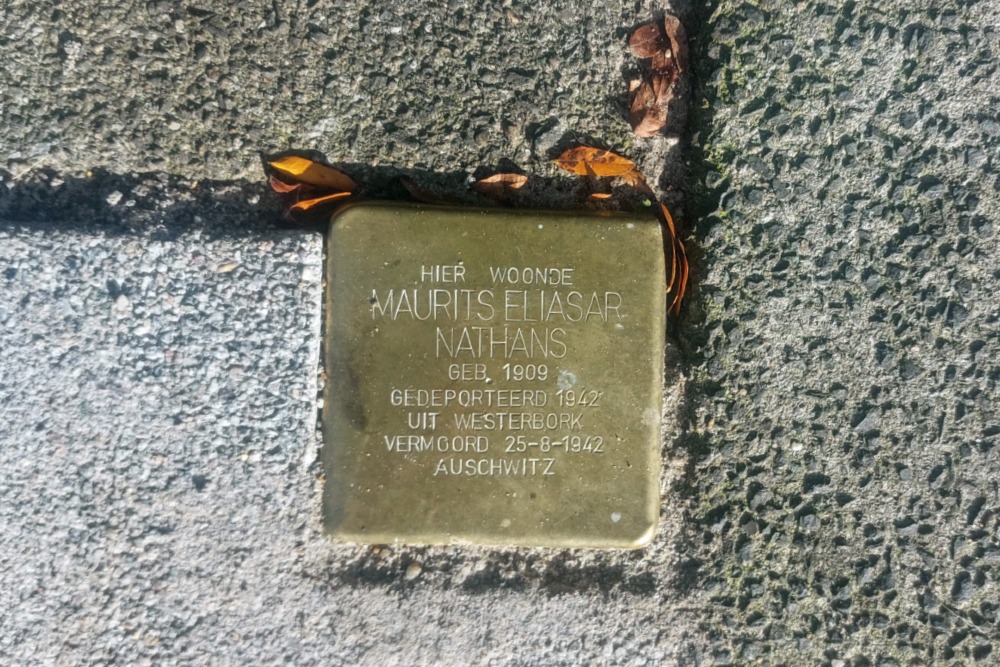 HIER WOONDE
MAURITS ELIASAR
NATHANS
GEB. 1909
GEDEPORTEERD 1942
UIT WESTERBORK
VERMOORD 25-8-1942
AUSCHWITZ